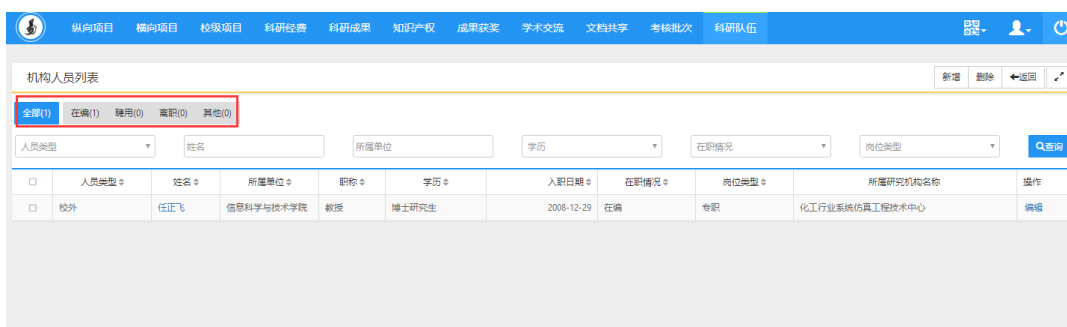 纵向项目 横向项目 校级项目 科研经费 科研成果 知识产权 成果获奖 学术交流 文档共享 考核批次 科研队伍
机构人员列表 新增 删除 返回
全部(1) 在编(1) 聘用(0) 离职(0) 其他(0)
人员类型 姓名 所属单位 学历 在职情况 岗位类型 查询
人员类型 姓名 所属单位 职称 学历 入职日期 在职情况 岗位类型 所属研究机构名称 操作
校外 任正飞 信息科学与技术学院 教授 博士研究生 2008-12-29 在编 专职 化工行业系统仿真工程技术中心 编辑